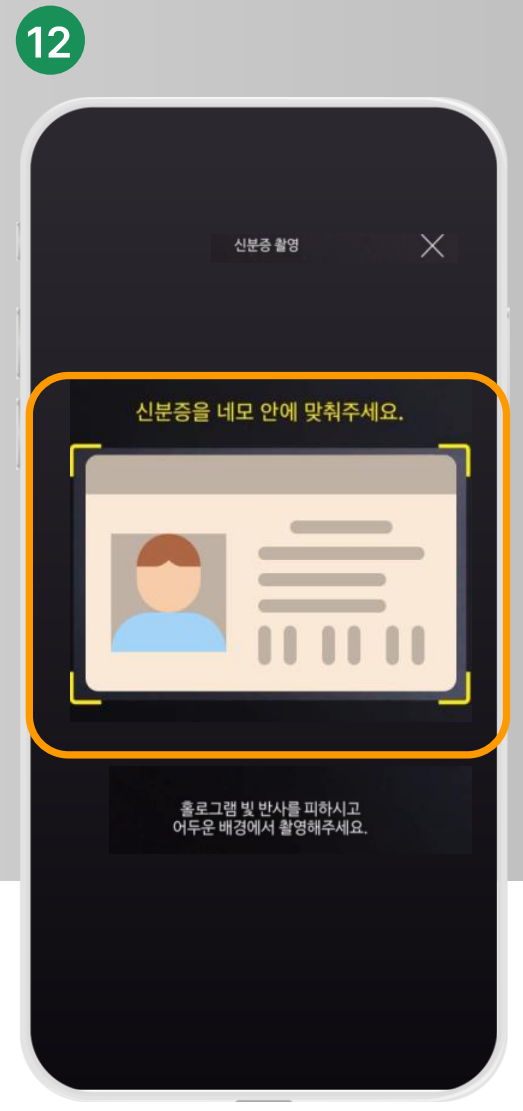 12
신분증 촬영
신분증을 네모 안에 맞춰주세요.
홀로그램 빛 반사를 피하시고
어두운 배경에서 촬영해주세요.